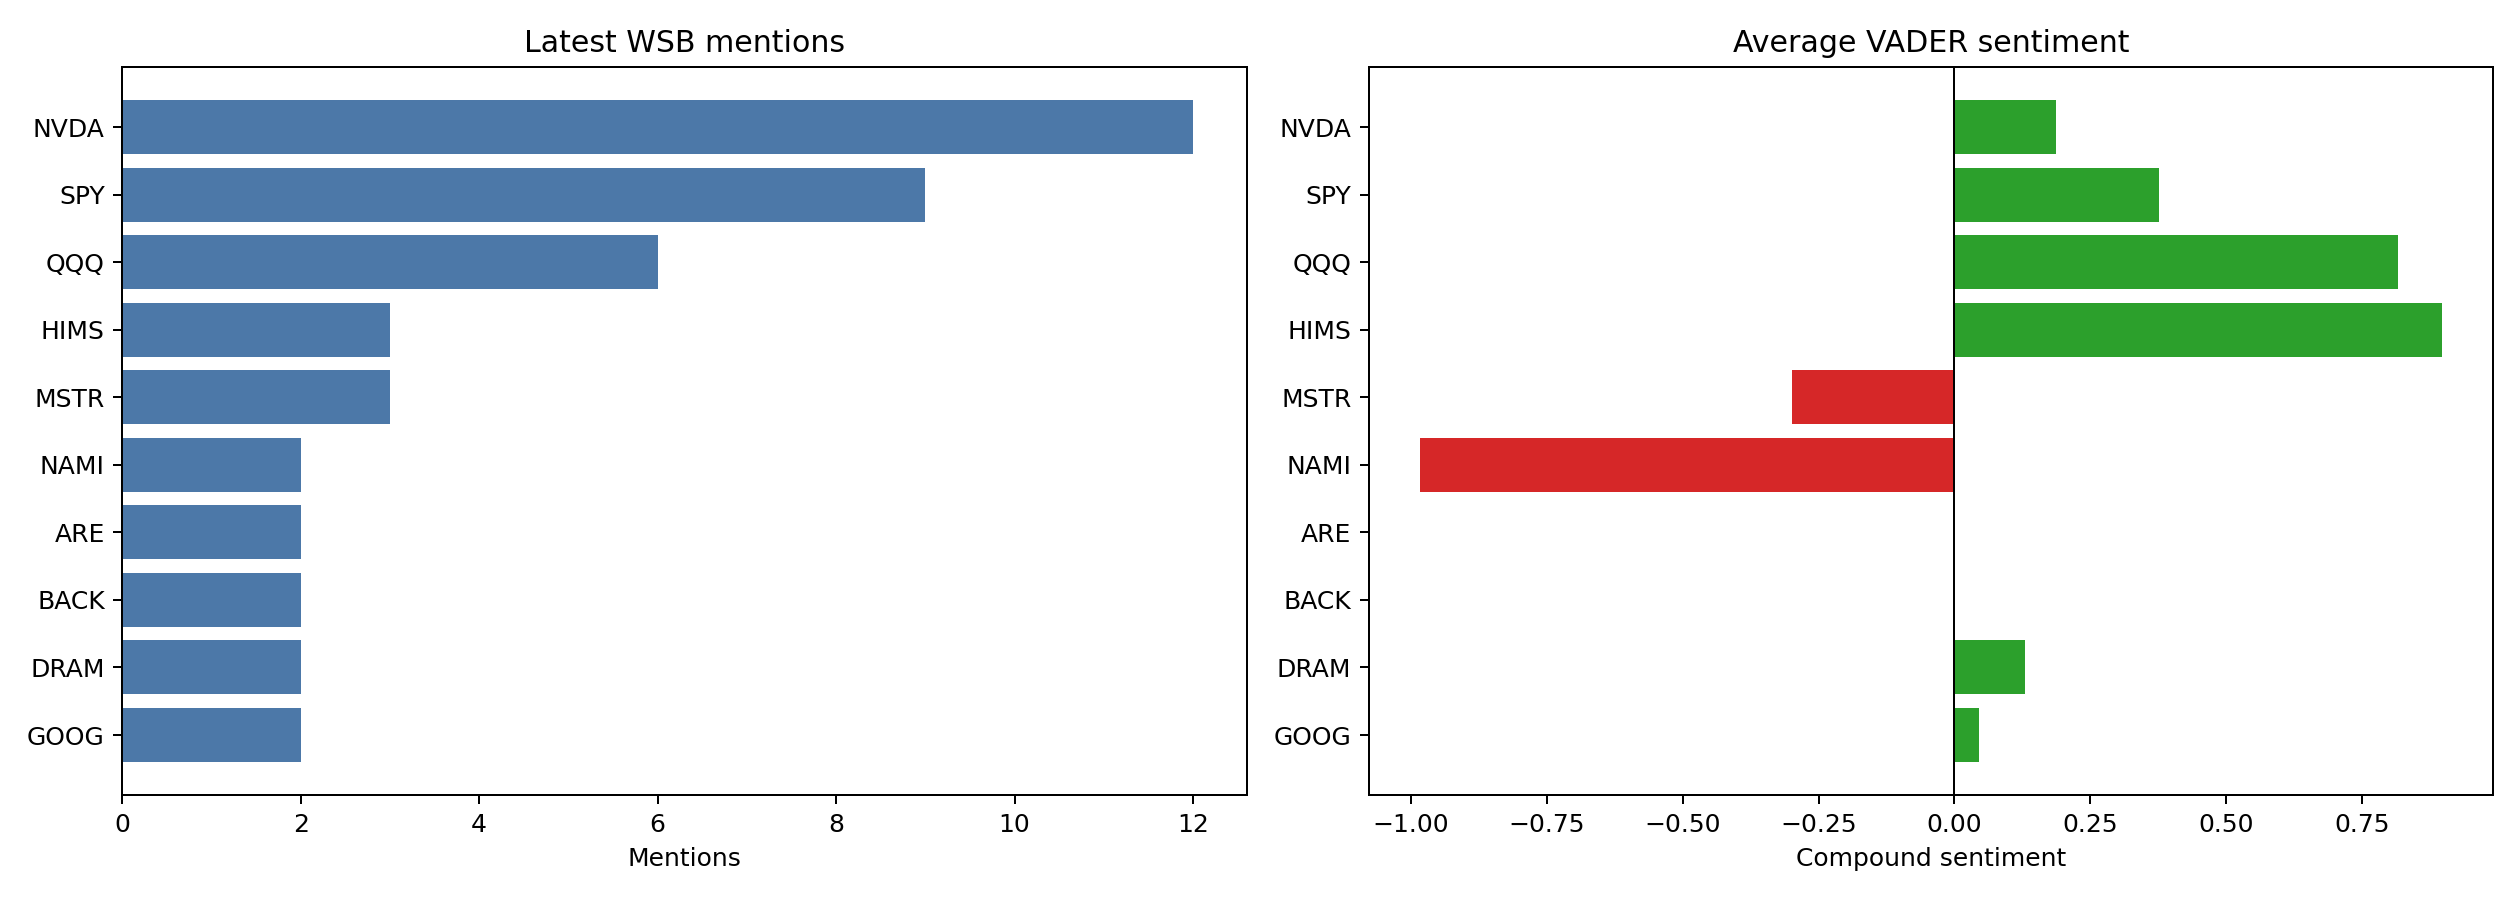 Latest WSB mentions
NVDA
SPY
QQQ
HIMS
MSTR
NAMI
ARE
BACK
DRAM
GOOG
0 2 4 6 8 10 12
Mentions
Average VADER sentiment
NVDA
SPY
QQQ
HIMS
MSTR
NAMI
ARE
BACK
DRAM
GOOG
−1.00 −0.75 −0.50 −0.25 0.00 0.25 0.50 0.75
Compound sentiment